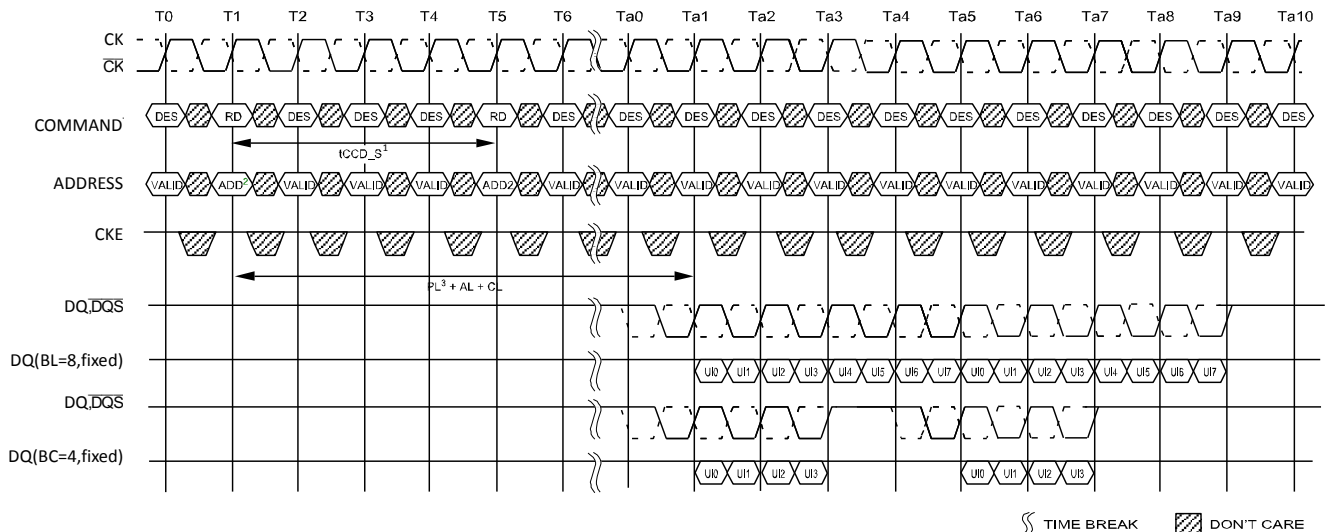 T0 T1 T2 T3 T4 T5 T6 Ta0 Ta1 Ta2 Ta3 Ta4 Ta5 Ta6 Ta7 Ta8 Ta9 Ta10
CK
C̅K̅
COMMAND DES RD DES DES DES RD DES DES DES DES DES DES DES DES DES DES DES DES
tCCD_S¹
ADDRESS VALID ADD² VALID VALID VALID ADD2 VALID VALID VALID VALID VALID VALID VALID VALID VALID VALID VALID VALID
CKE
PL³ + AL + CL
DQ,D̅Q̅S̅
DQ(BL=8,fixed) UI0 UI1 UI2 UI3 UI4 UI5 UI6 UI7 UI0 UI1 UI2 UI3 UI4 UI5 UI6 UI7
DQ,D̅Q̅S̅
DQ(BC=4,fixed) UI0 UI1 UI2 UI3 UI0 UI1 UI2 UI3
TIME BREAK DON'T CARE